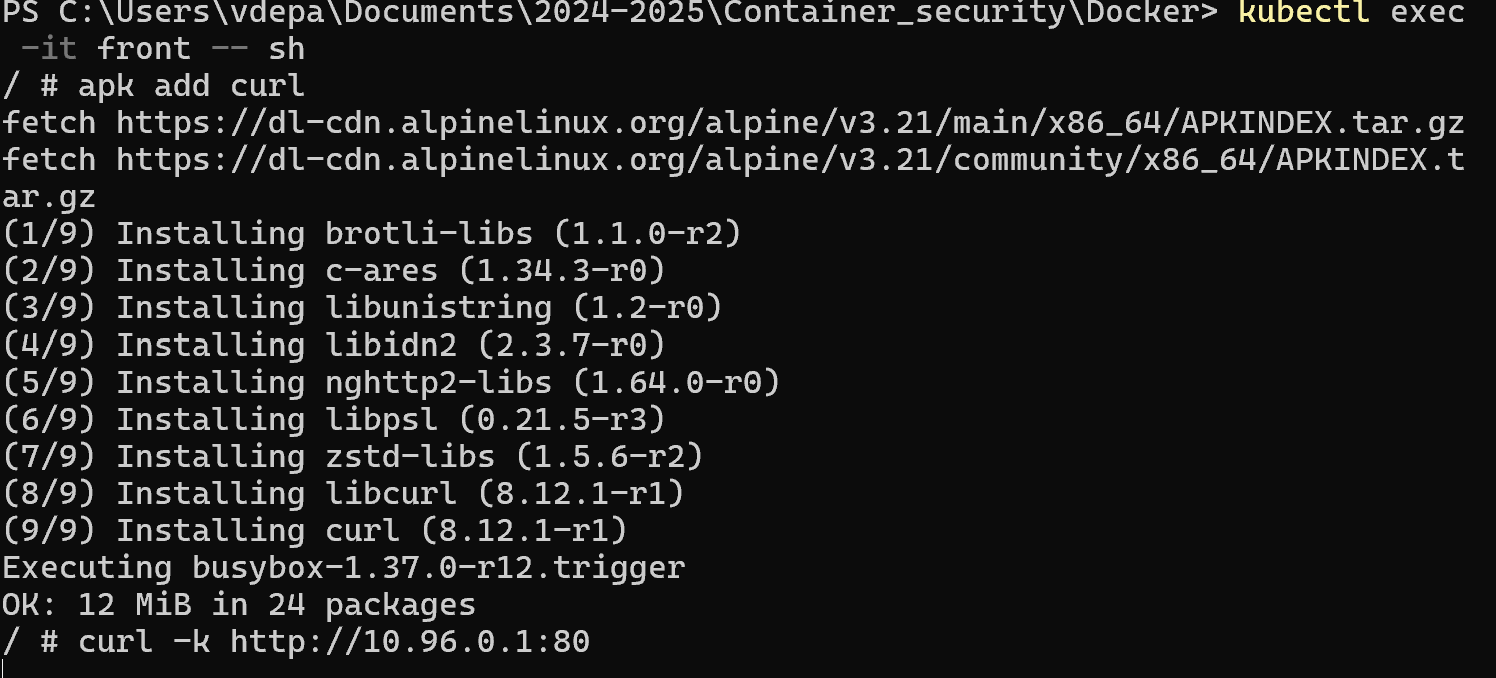 PS C:\Users\vdepa\Documents\2024-2025\Container_security\Docker> kubectl exec
-it front -- sh
/ # apk add curl
fetch https://dl-cdn.alpinelinux.org/alpine/v3.21/main/x86_64/APKINDEX.tar.gz
fetch https://dl-cdn.alpinelinux.org/alpine/v3.21/community/x86_64/APKINDEX.t
ar.gz
(1/9) Installing brotli-libs (1.1.0-r2)
(2/9) Installing c-ares (1.34.3-r0)
(3/9) Installing libunistring (1.2-r0)
(4/9) Installing libidn2 (2.3.7-r0)
(5/9) Installing nghttp2-libs (1.64.0-r0)
(6/9) Installing libpsl (0.21.5-r3)
(7/9) Installing zstd-libs (1.5.6-r2)
(8/9) Installing libcurl (8.12.1-r1)
(9/9) Installing curl (8.12.1-r1)
Executing busybox-1.37.0-r12.trigger
OK: 12 MiB in 24 packages
/ # curl -k http://10.96.0.1:80